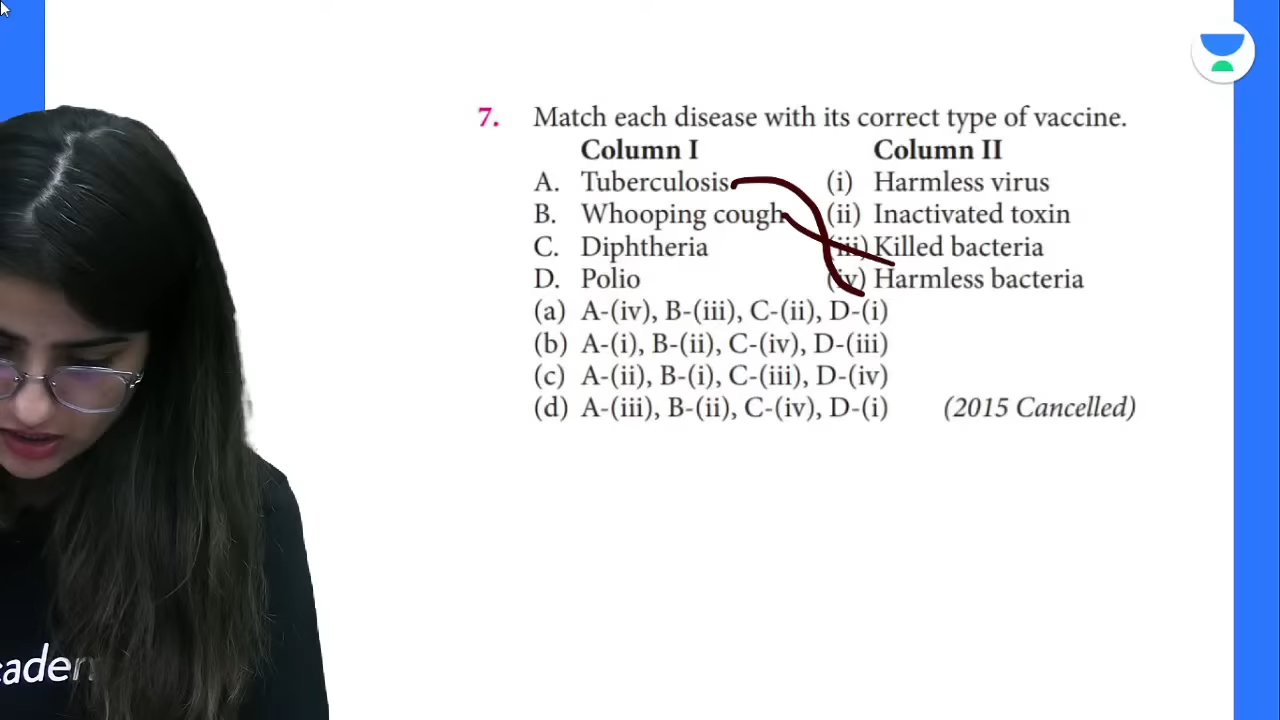 7. Match each disease with its correct type of vaccine.
Column I Column II
A. Tuberculosis (i) Harmless virus
B. Whooping cough (ii) Inactivated toxin
C. Diphtheria (iii) Killed bacteria
D. Polio (iv) Harmless bacteria
(a) A-(iv), B-(iii), C-(ii), D-(i)
(b) A-(i), B-(ii), C-(iv), D-(iii)
(c) A-(ii), B-(i), C-(iii), D-(iv)
(d) A-(iii), B-(ii), C-(iv), D-(i) (2015 Cancelled)